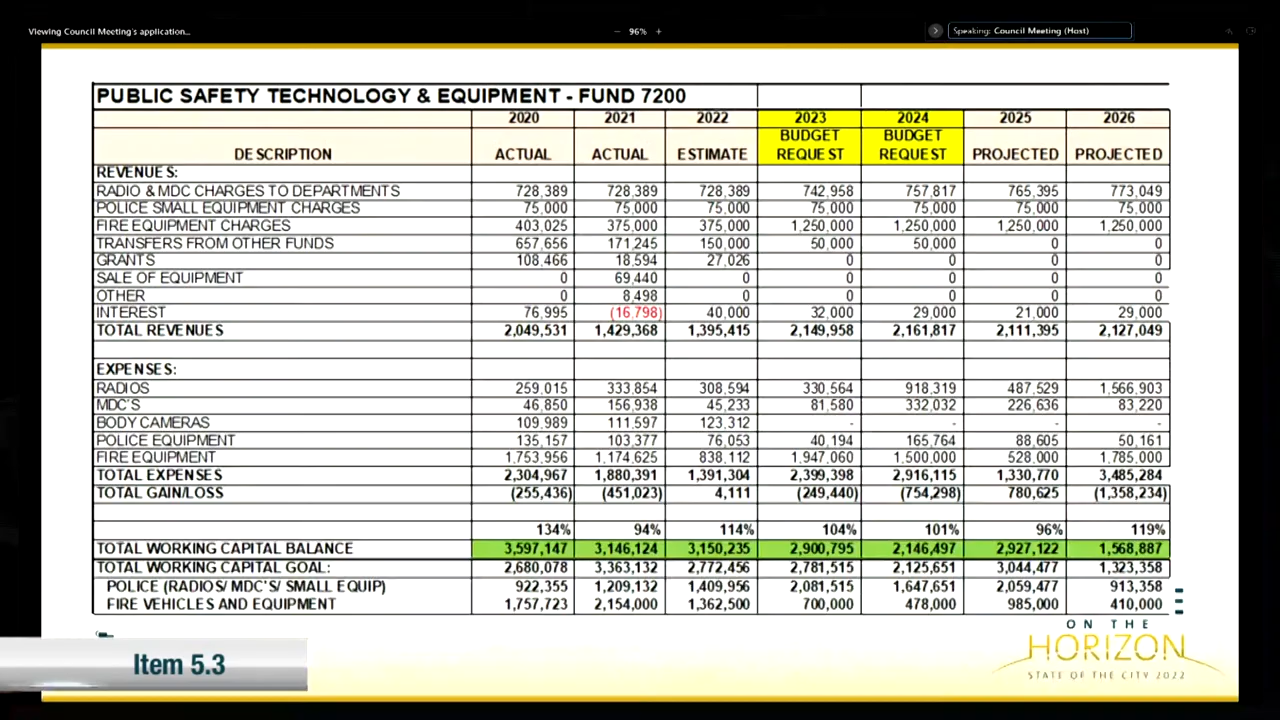 Viewing Council Meeting's application...
− 96% +
Speaking: Council Meeting (Host)
PUBLIC SAFETY TECHNOLOGY & EQUIPMENT - FUND 7200
2020 2021 2022 2023 2024 2025 2026
BUDGET BUDGET
DESCRIPTION ACTUAL ACTUAL ESTIMATE REQUEST REQUEST PROJECTED PROJECTED
REVENUES:
RADIO & MDC CHARGES TO DEPARTMENTS 728,389 728,389 728,389 742,958 757,817 765,395 773,049
POLICE SMALL EQUIPMENT CHARGES 75,000 75,000 75,000 75,000 75,000 75,000 75,000
FIRE EQUIPMENT CHARGES 403,025 375,000 375,000 1,250,000 1,250,000 1,250,000 1,250,000
TRANSFERS FROM OTHER FUNDS 657,656 171,245 150,000 50,000 50,000 0 0
GRANTS 108,466 18,594 27,026 0 0 0 0
SALE OF EQUIPMENT 0 69,440 0 0 0 0 0
OTHER 0 8,498 0 0 0 0 0
INTEREST 76,995 (16,798) 40,000 32,000 29,000 21,000 29,000
TOTAL REVENUES 2,049,531 1,429,368 1,395,415 2,149,958 2,161,817 2,111,395 2,127,049
EXPENSES:
RADIOS 259,015 333,854 308,594 330,564 918,319 487,529 1,566,903
MDC'S 46,850 156,938 45,233 81,580 332,032 226,636 83,220
BODY CAMERAS 109,989 111,597 123,312 - - - -
POLICE EQUIPMENT 135,157 103,377 76,053 40,194 165,764 88,605 50,161
FIRE EQUIPMENT 1,753,956 1,174,625 838,112 1,947,060 1,500,000 528,000 1,785,000
TOTAL EXPENSES 2,304,967 1,880,391 1,391,304 2,399,398 2,916,115 1,330,770 3,485,284
TOTAL GAIN/LOSS (255,436) (451,023) 4,111 (249,440) (754,298) 780,625 (1,358,234)
134% 94% 114% 104% 101% 96% 119%
TOTAL WORKING CAPITAL BALANCE 3,597,147 3,146,124 3,150,235 2,900,795 2,146,497 2,927,122 1,568,887
TOTAL WORKING CAPITAL GOAL: 2,680,078 3,363,132 2,772,456 2,781,515 2,125,651 3,044,477 1,323,358
POLICE (RADIOS/ MDC'S/ SMALL EQUIP) 922,355 1,209,132 1,409,956 2,081,515 1,647,651 2,059,477 913,358
FIRE VEHICLES AND EQUIPMENT 1,757,723 2,154,000 1,362,500 700,000 478,000 985,000 410,000
ON THE
HORIZON
STATE OF THE CITY 2022
Item 5.3